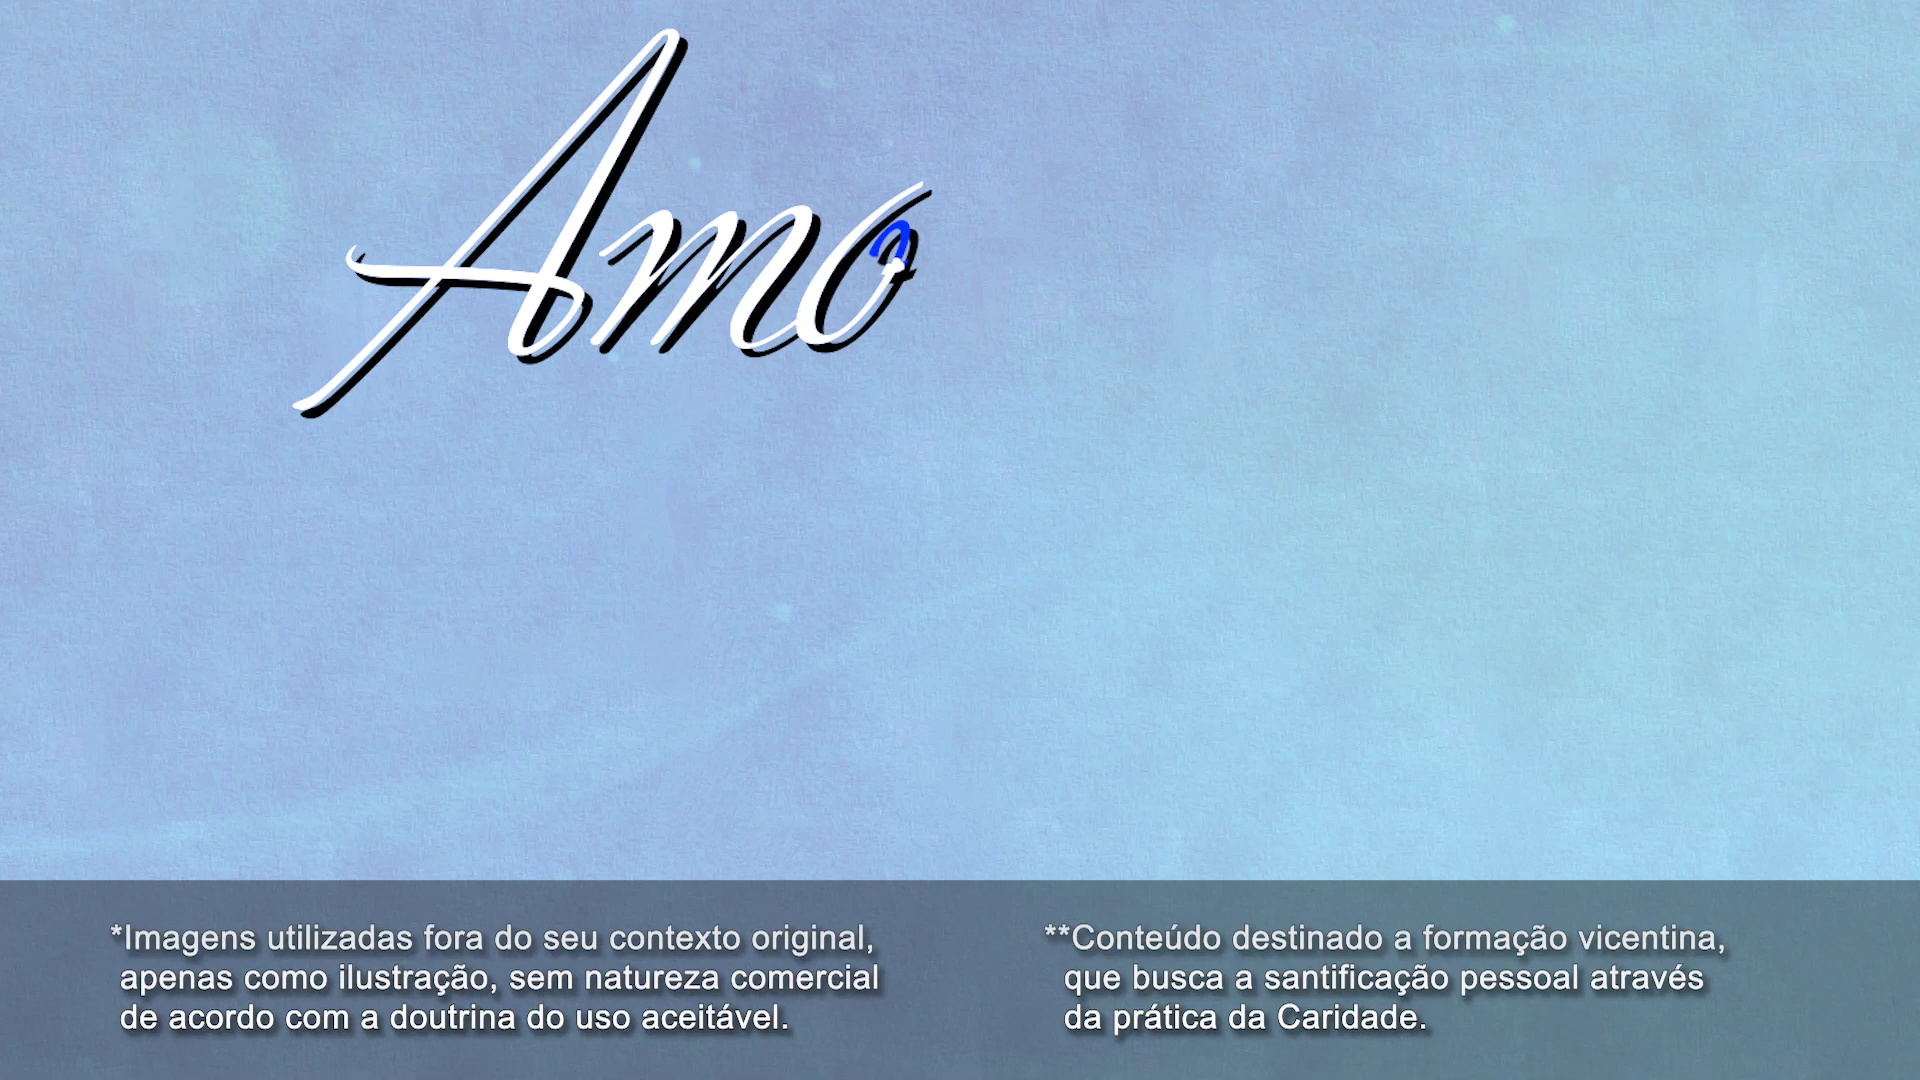 Amo
*Imagens utilizadas fora do seu contexto original,
apenas como ilustração, sem natureza comercial
de acordo com a doutrina do uso aceitável.
**Conteúdo destinado a formação vicentina,
que busca a santificação pessoal através
da prática da Caridade.